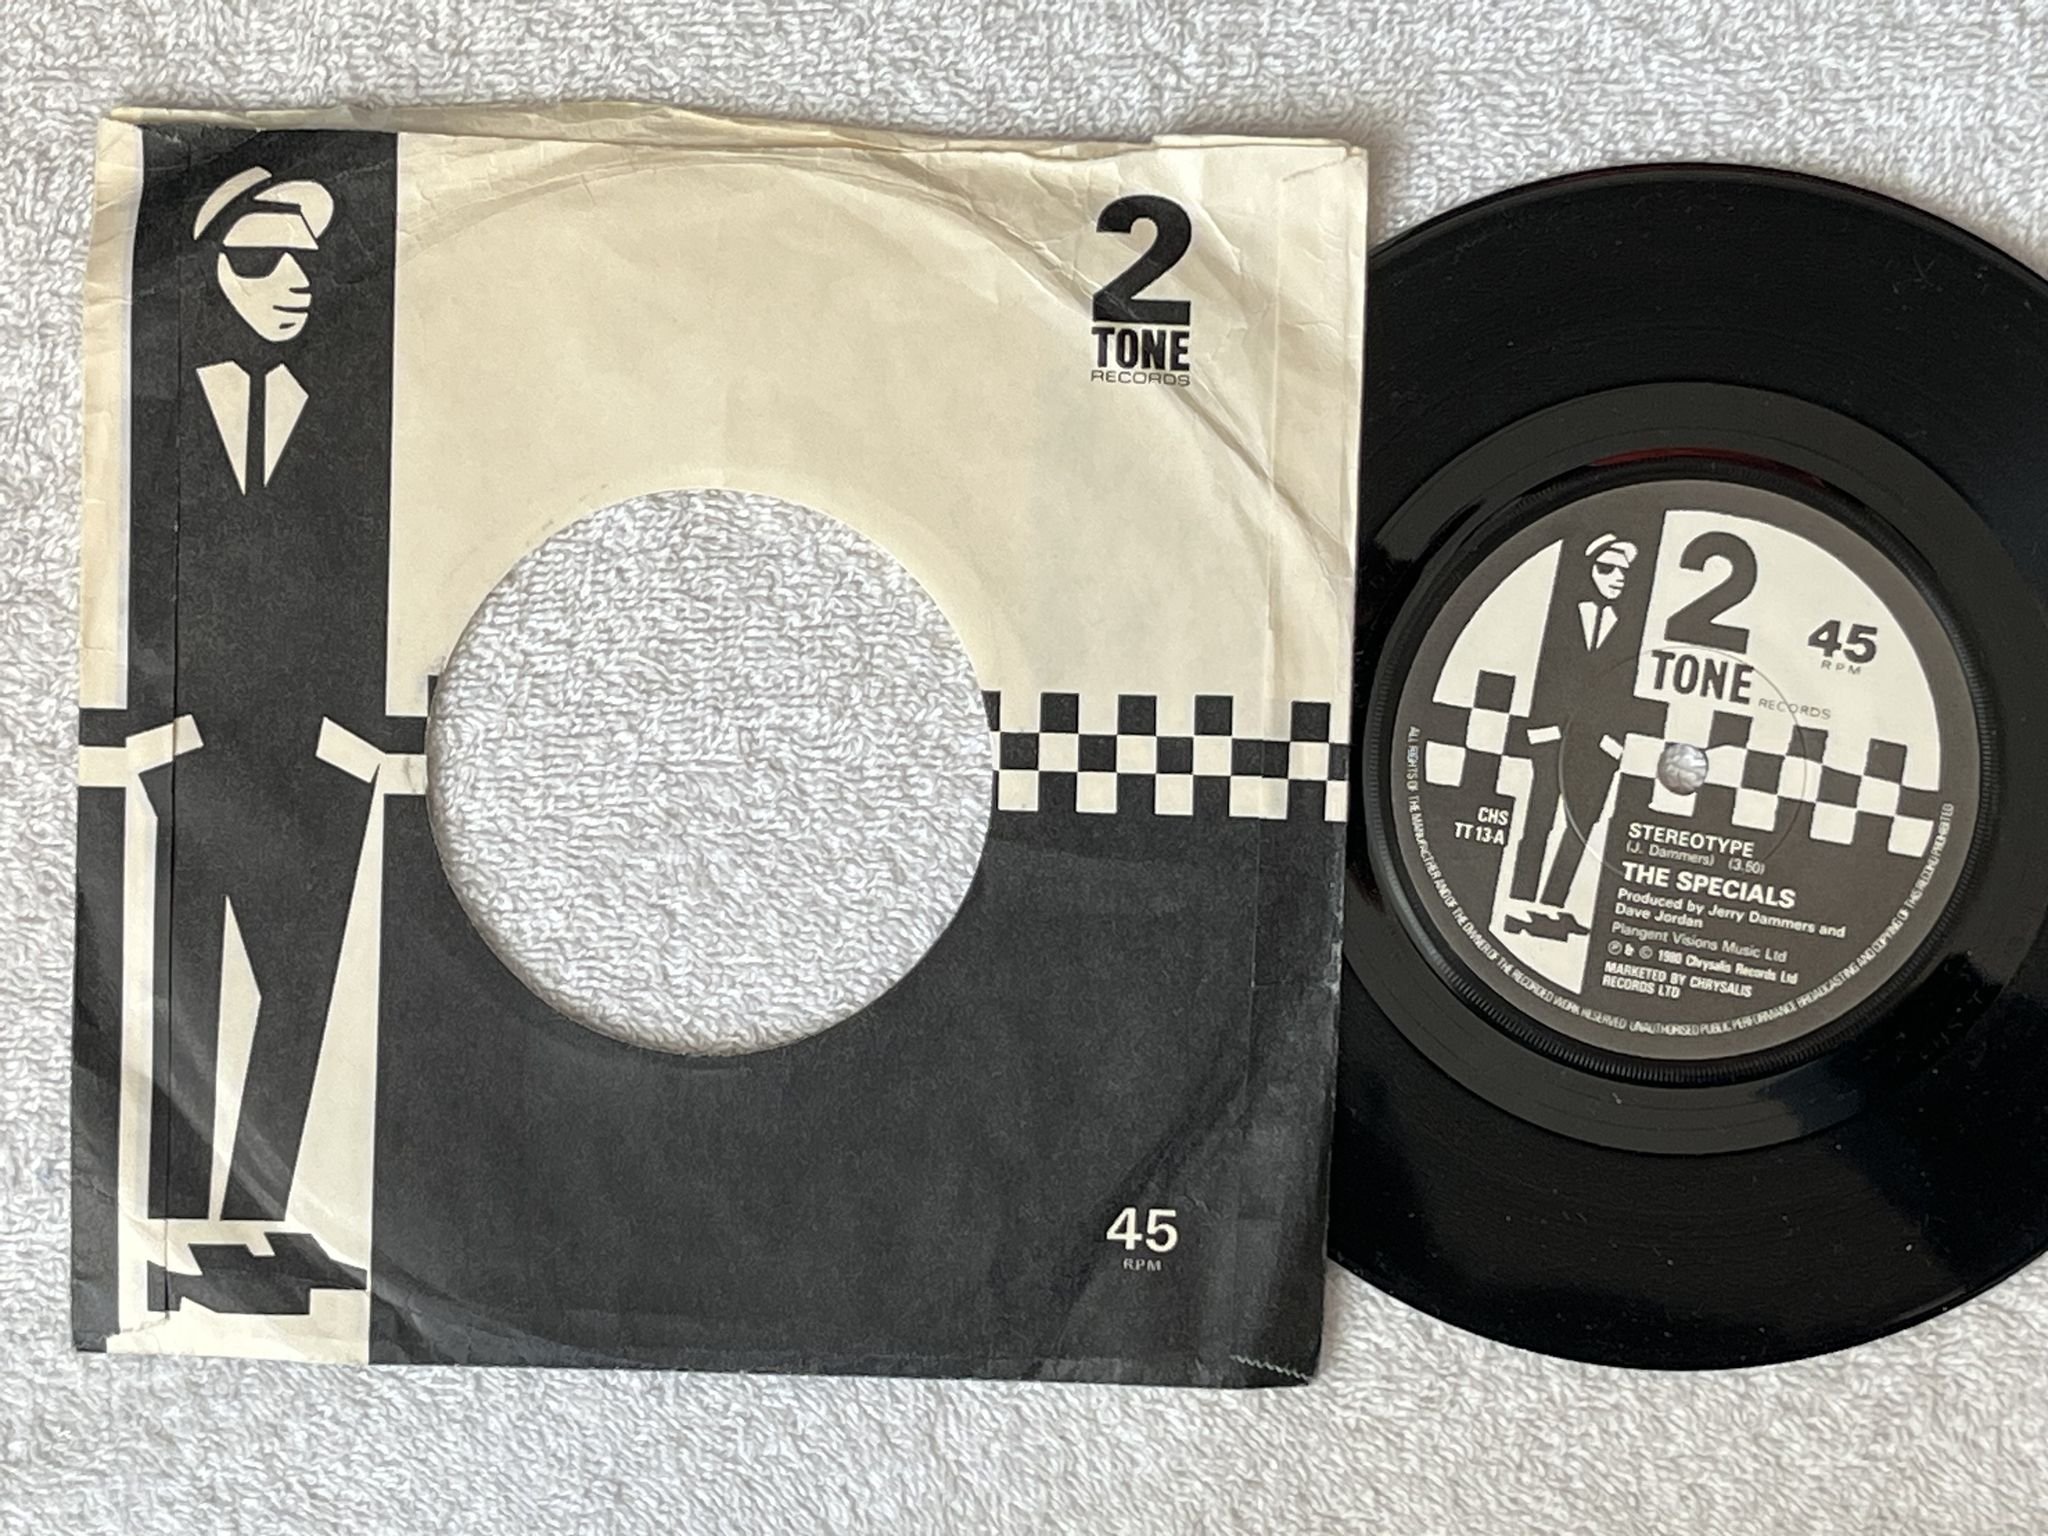 2
TONE
RECORDS
45
RPM
2
TONE RECORDS
45
RPM
CHS
TT 13-A
STEREOTYPE
(J. Dammers) (3.50)
THE SPECIALS
Produced by Jerry Dammers and
Dave Jordan
Plangent Visions Music Ltd
℗ & © 1980 Chrysalis Records Ltd
MARKETED BY CHRYSALIS
RECORDS LTD
ALL RIGHTS OF THE MANUFACTURER AND OF THE OWNER OF THE RECORDED WORK RESERVED UNAUTHORISED PUBLIC PERFORMANCE BROADCASTING AND COPYING OF THIS RECORD PROHIBITED